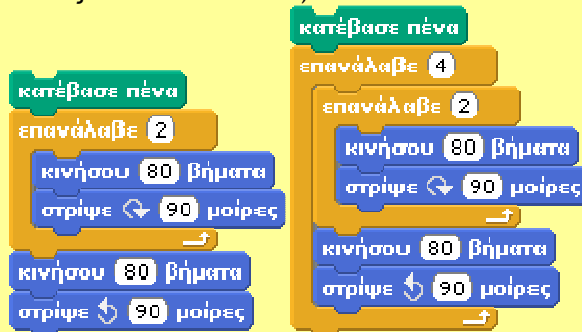 κατέβασε πένα
επανάλαβε 2
κινήσου 80 βήματα
στρίψε 90 μοίρες
κινήσου 80 βήματα
στρίψε 90 μοίρες
κατέβασε πένα
επανάλαβε 4
επανάλαβε 2
κινήσου 80 βήματα
στρίψε 90 μοίρες
κινήσου 80 βήματα
στρίψε 90 μοίρες